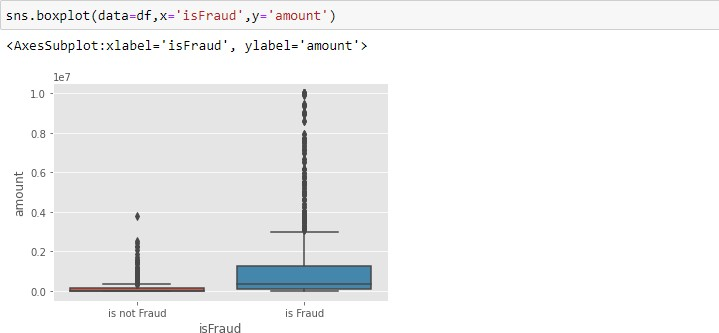 sns.boxplot(data=df,x='isFraud',y='amount')
<AxesSubplot:xlabel='isFraud', ylabel='amount'>
1e7
1.0
0.8
0.6
0.4
0.2
0.0
amount
is not Fraud
is Fraud
isFraud